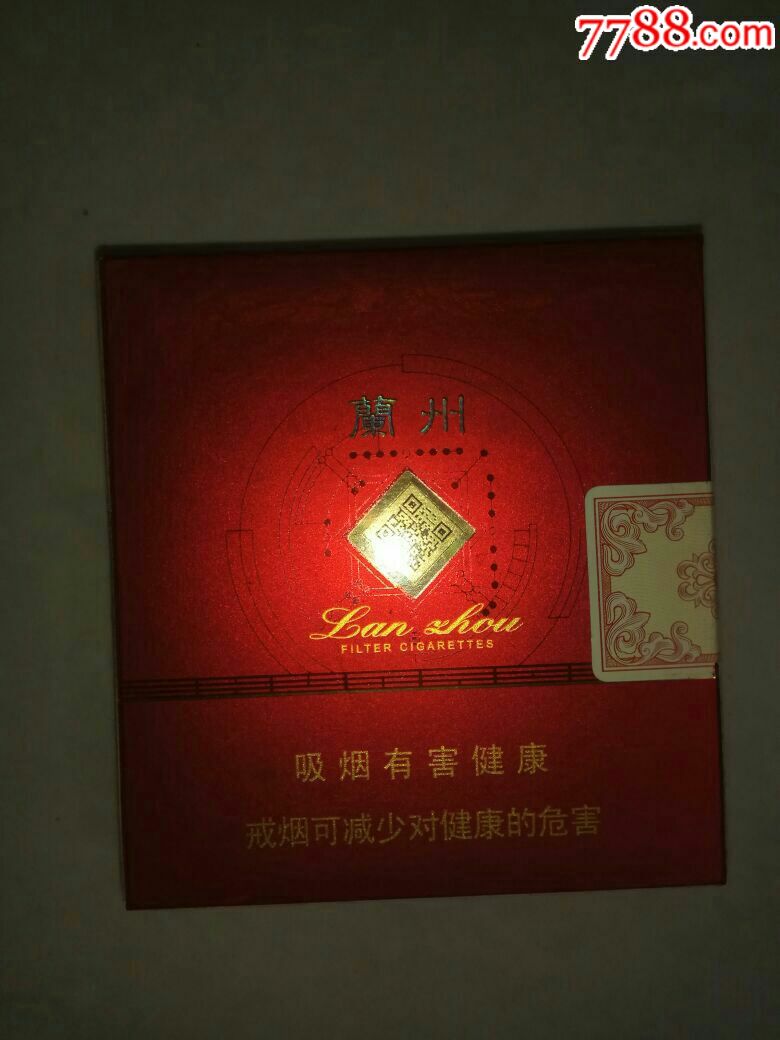 7788.com
蘭州
Lan zhou
FILTER CIGARETTES
吸烟有害健康
戒烟可减少对健康的危害